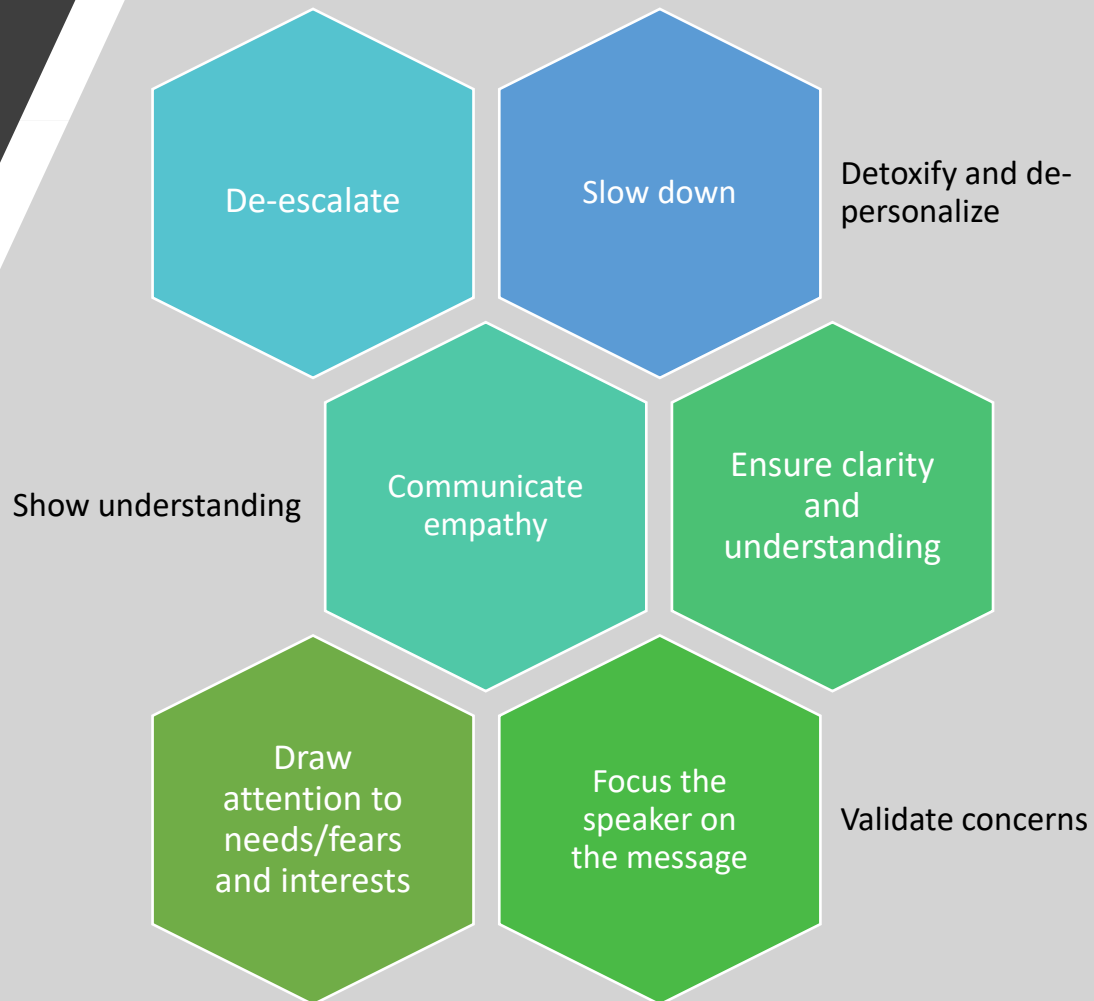 De-escalate
Slow down
Detoxify and de-
personalize
Show understanding
Communicate
empathy
Ensure clarity
and
understanding
Draw
attention to
needs/fears
and interests
Focus the
speaker on
the message
Validate concerns